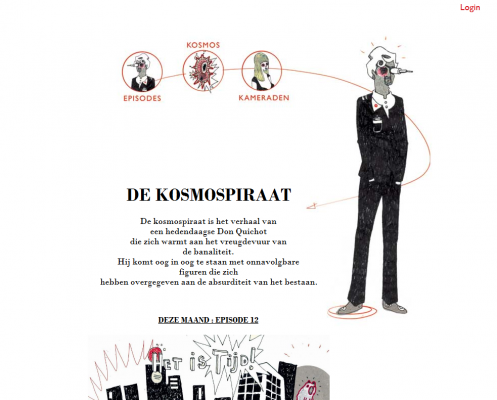 Login
KOSMOS
EPISODES
KAMERADEN
DE KOSMOSPIRAAT
De kosmospiraat is het verhaal van
een hedendaagse Don Quichot
die zich warmt aan het vreugdevuur van
de banaliteit.
Hij komt oog in oog te staan met onnavolgbare
figuren die zich
hebben overgegeven aan de absurditeit van het bestaan.
DEZE MAAND : EPISODE 12
HET IS TIJD!